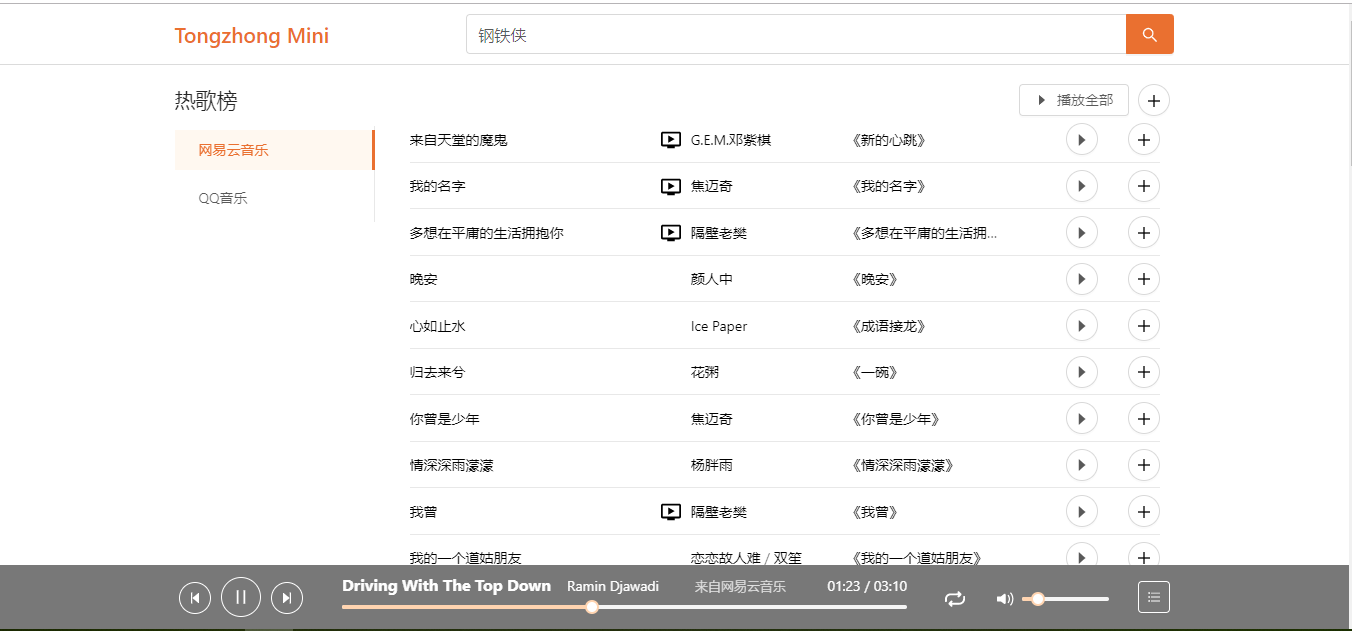 Tongzhong Mini
钢铁侠
热歌榜
播放全部
网易云音乐
QQ音乐
来自天堂的魔鬼 G.E.M.邓紫棋 《新的心跳》
我的名字 焦迈奇 《我的名字》
多想在平庸的生活拥抱你 隔壁老樊 《多想在平庸的生活拥...
晚安 颜人中 《晚安》
心如止水 Ice Paper 《成语接龙》
归去来兮 花粥 《一碗》
你曾是少年 焦迈奇 《你曾是少年》
情深深雨濛濛 杨胖雨 《情深深雨濛濛》
我曾 隔壁老樊 《我曾》
我的一个道姑朋友 恋恋故人难 / 双笙 《我的一个道姑朋友》
Driving With The Top Down Ramin Djawadi 来自网易云音乐 01:23 / 03:10